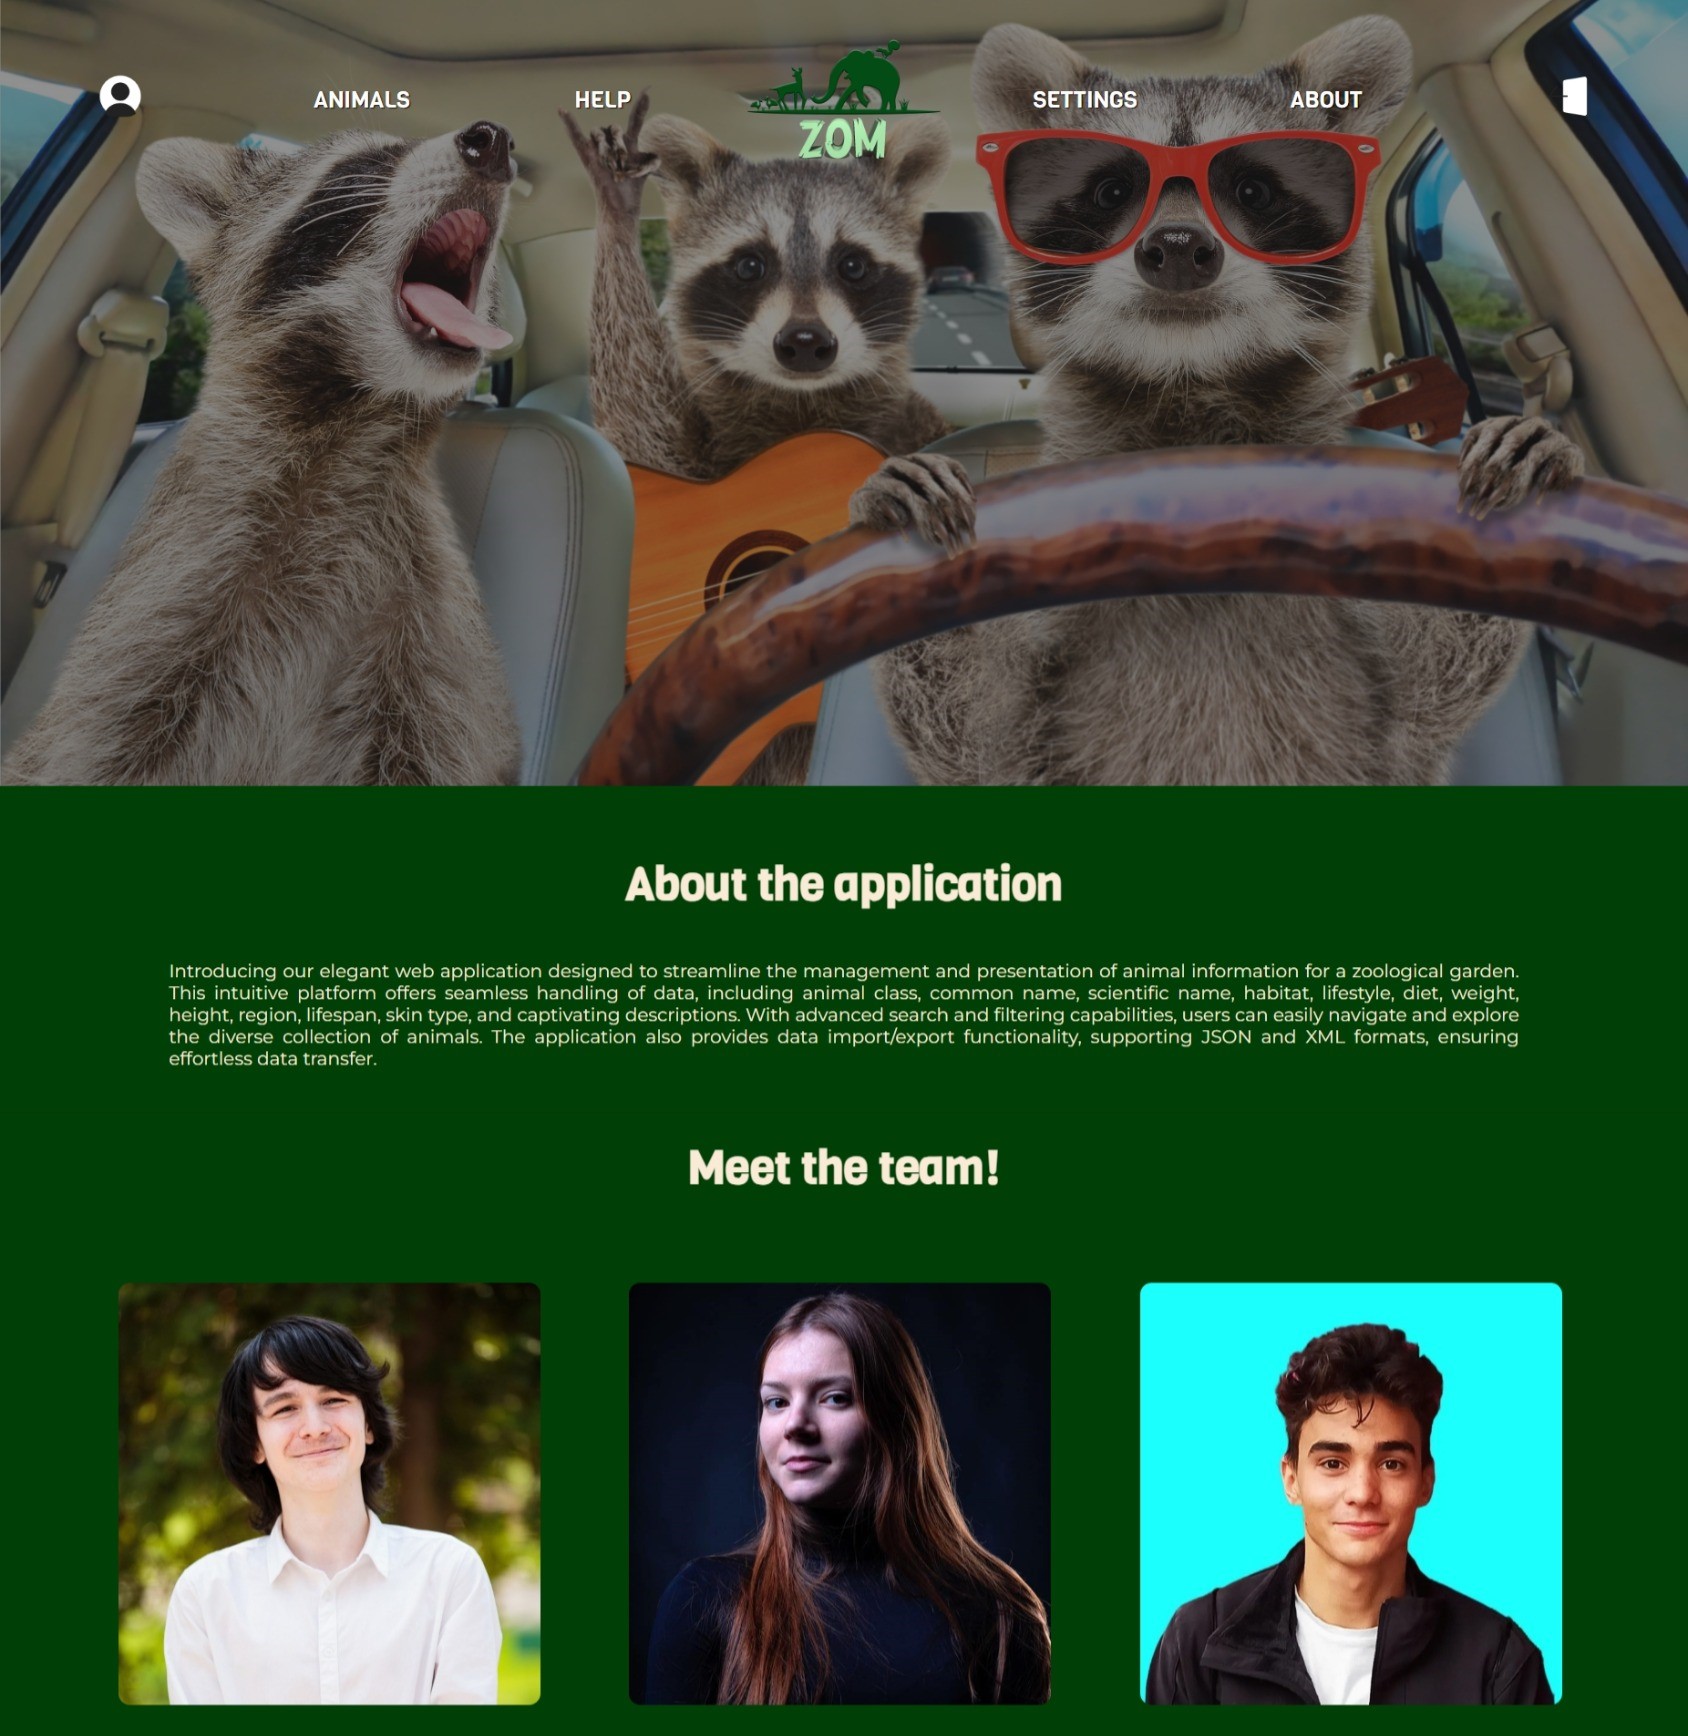 ANIMALS HELP ZOM SETTINGS ABOUT
About the application
Introducing our elegant web application designed to streamline the management and presentation of animal information for a zoological garden.
This intuitive platform offers seamless handling of data, including animal class, common name, scientific name, habitat, lifestyle, diet, weight,
height, region, lifespan, skin type, and captivating descriptions. With advanced search and filtering capabilities, users can easily navigate and explore
the diverse collection of animals. The application also provides data import/export functionality, supporting JSON and XML formats, ensuring
effortless data transfer.
Meet the team!